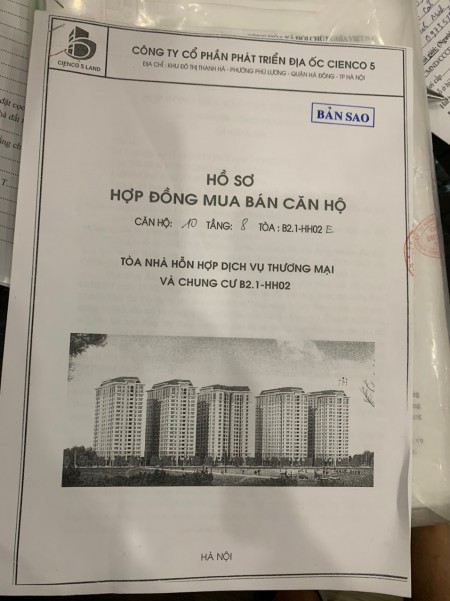 CIENCO 5 LAND
CÔNG TY CỔ PHẦN PHÁT TRIỂN ĐỊA ỐC CIENCO 5
ĐỊA CHỈ: KHU ĐÔ THỊ THANH HÀ - PHƯỜNG PHÚ LƯƠNG - QUẬN HÀ ĐÔNG - TP HÀ NỘI
BẢN SAO
HỒ SƠ
HỢP ĐỒNG MUA BÁN CĂN HỘ
CĂN HỘ: 10 TẦNG: 8 TÒA : B2.1-HH02 E
TÒA NHÀ HỖN HỢP DỊCH VỤ THƯƠNG MẠI
VÀ CHUNG CƯ B2.1-HH02
HÀ NỘI